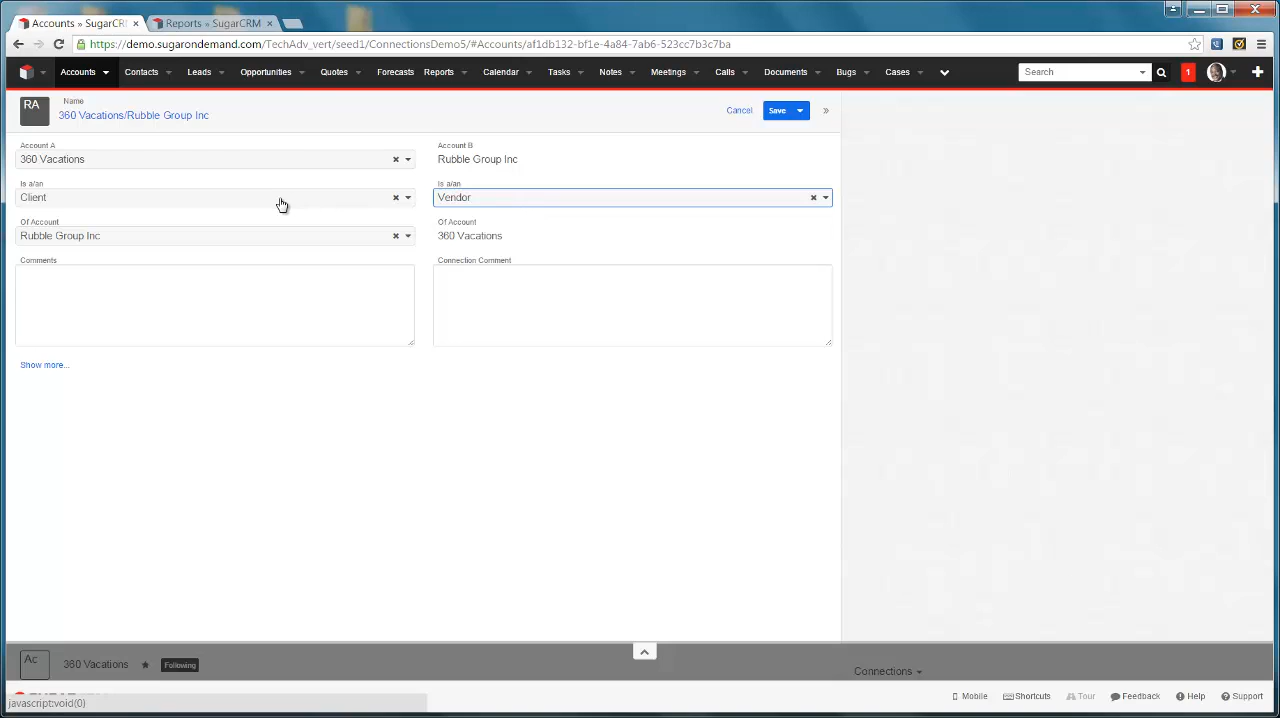 Accounts » SugarCR
Reports » SugarCRM
https://demo.sugarondemand.com/TechAdv_vert/seed1/ConnectionsDemo5/#Accounts/af1db132-bf1e-4a84-7ab6-523cc7b3c7ba
Accounts Contacts Leads Opportunities Quotes Forecasts Reports Calendar Tasks Notes Meetings Calls Documents Bugs Cases Search 1
RA
Name
360 Vacations/Rubble Group Inc
Cancel Save
Account A
360 Vacations
Account B
Rubble Group Inc
Is a/an
Client
Is a/an
Vendor
Of Account
Rubble Group Inc
Of Account
360 Vacations
Comments
Connection Comment
Show more...
Ac
360 Vacations
Following
Connections
javascript:void(0)
Mobile Shortcuts Tour Feedback Help Support